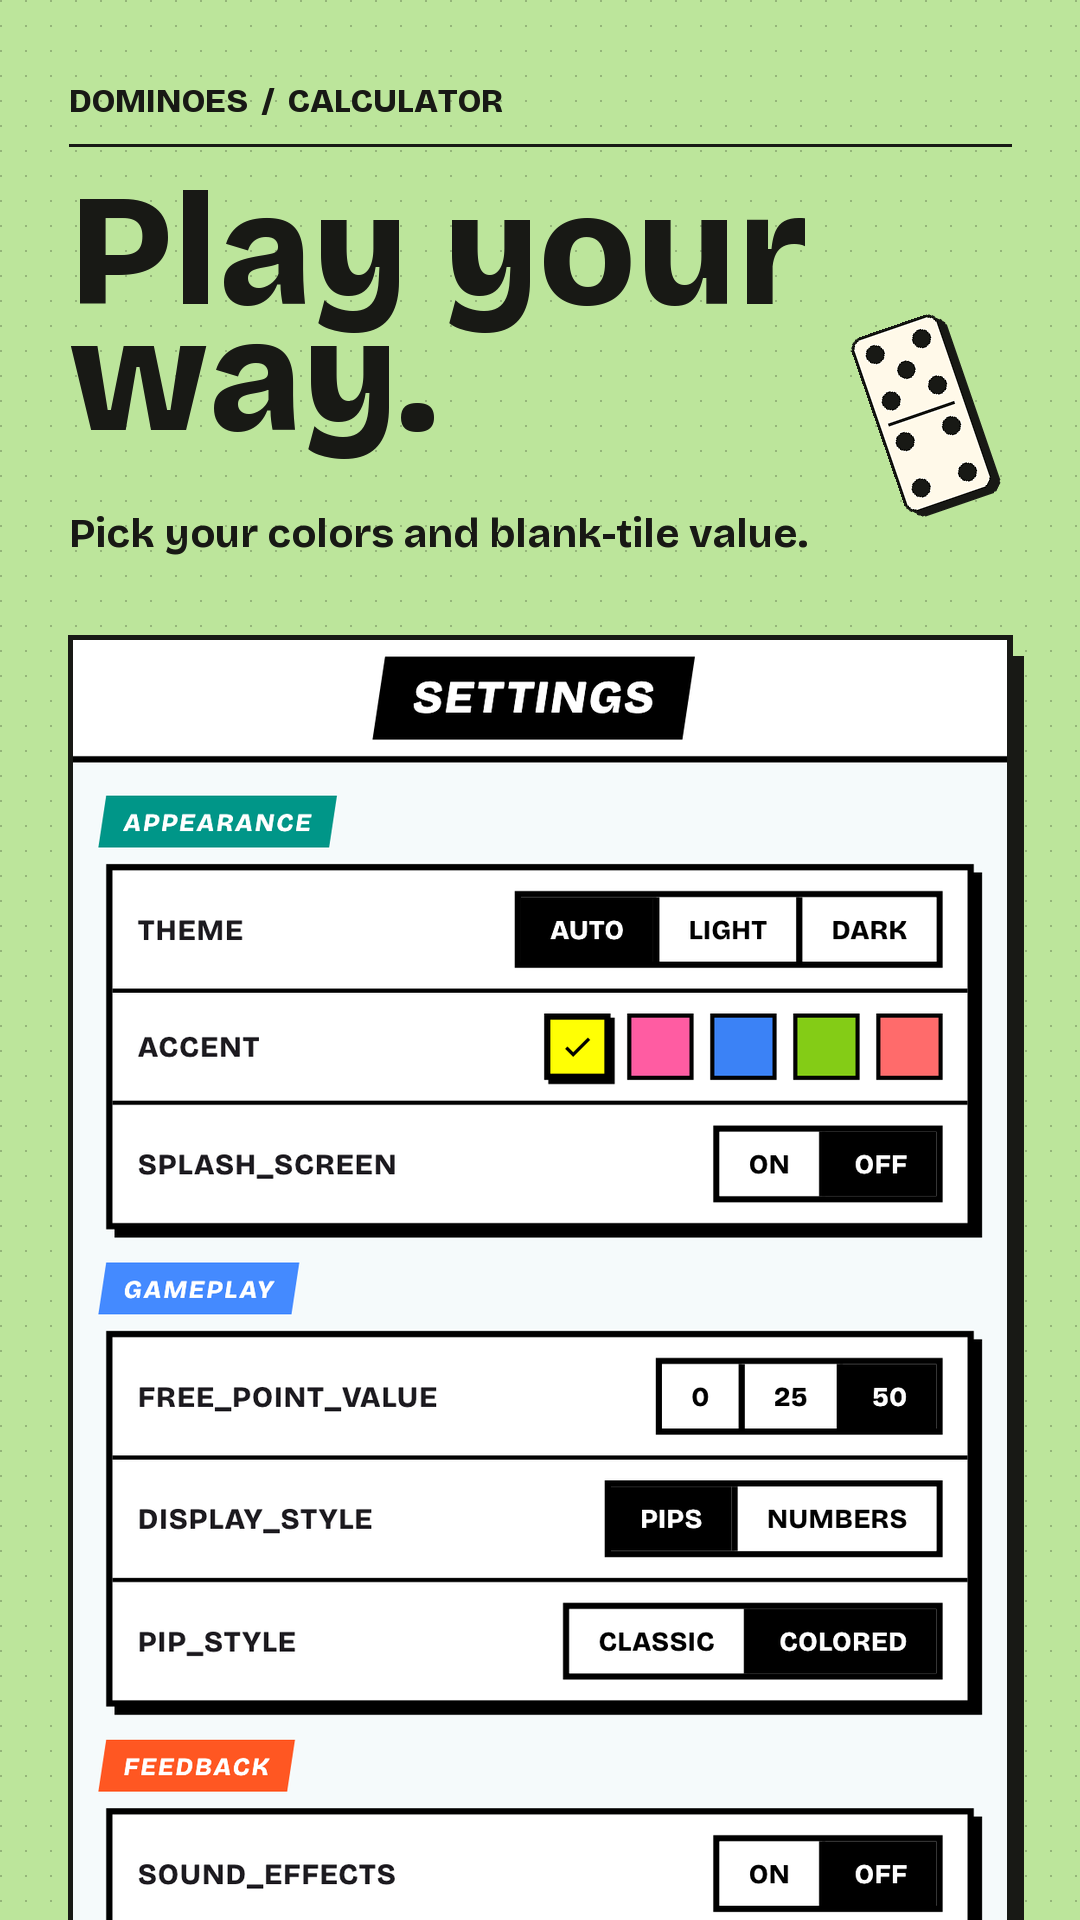 DOMINOES / CALCULATOR
Play your
way.
Pick your colors and blank-tile value.
SETTINGS
APPEARANCE
THEME AUTO LIGHT DARK
ACCENT
SPLASH_SCREEN ON OFF
GAMEPLAY
FREE_POINT_VALUE 0 25 50
DISPLAY_STYLE PIPS NUMBERS
PIP_STYLE CLASSIC COLORED
FEEDBACK
SOUND_EFFECTS ON OFF